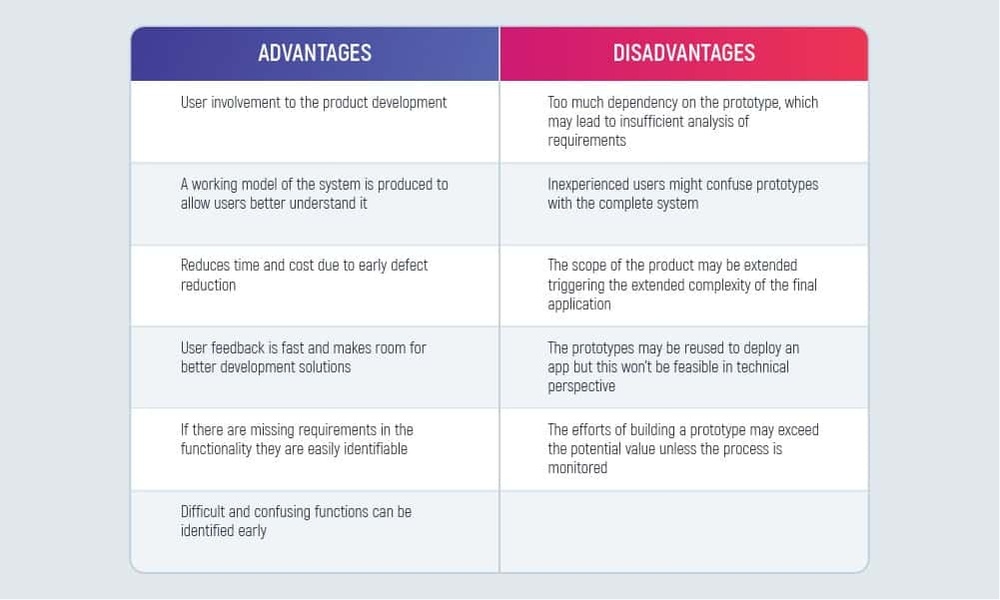 ADVANTAGES
DISADVANTAGES
User involvement to the product development
Too much dependency on the prototype, which
may lead to insufficient analysis of
requirements
A working model of the system is produced to
allow users better understand it
Inexperienced users might confuse prototypes
with the complete system
Reduces time and cost due to early defect
reduction
The scope of the product may be extended
triggering the extended complexity of the final
application
User feedback is fast and makes room for
better development solutions
The prototypes may be reused to deploy an
app but this won't be feasible in technical
perspective
If there are missing requirements in the
functionality they are easily identifiable
The efforts of building a prototype may exceed
the potential value unless the process is
monitored
Difficult and confusing functions can be
identified early